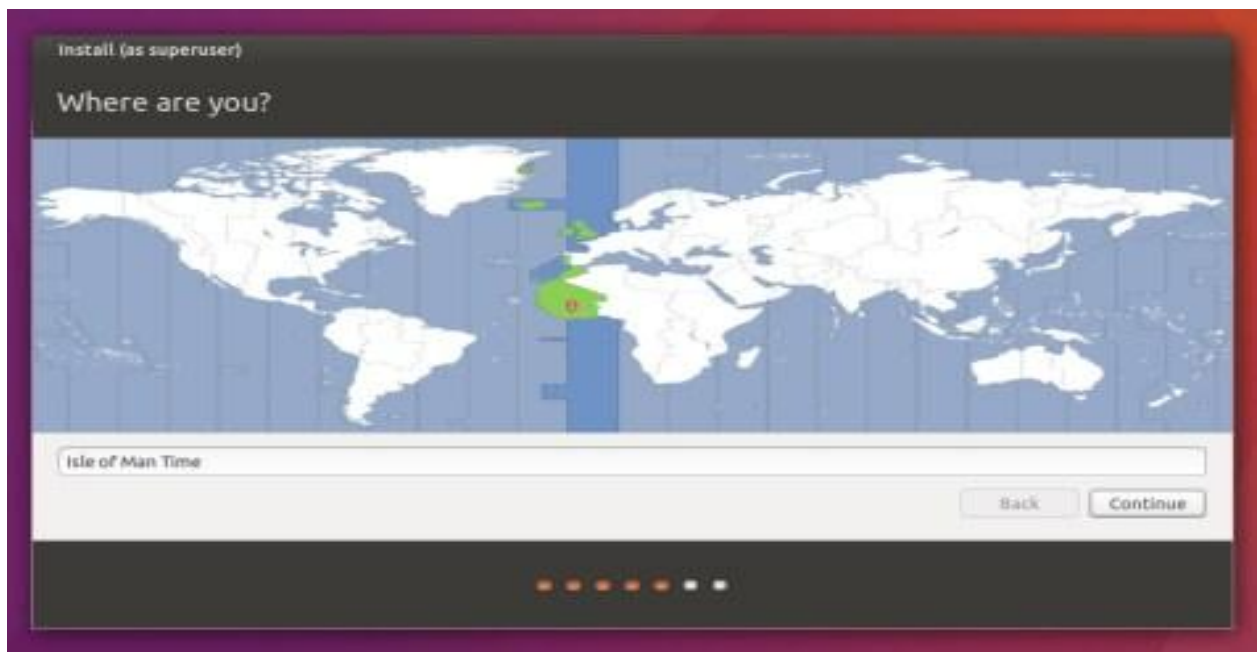 Install (as superuser)
Where are you?
Isle of Man Time
Back
Continue